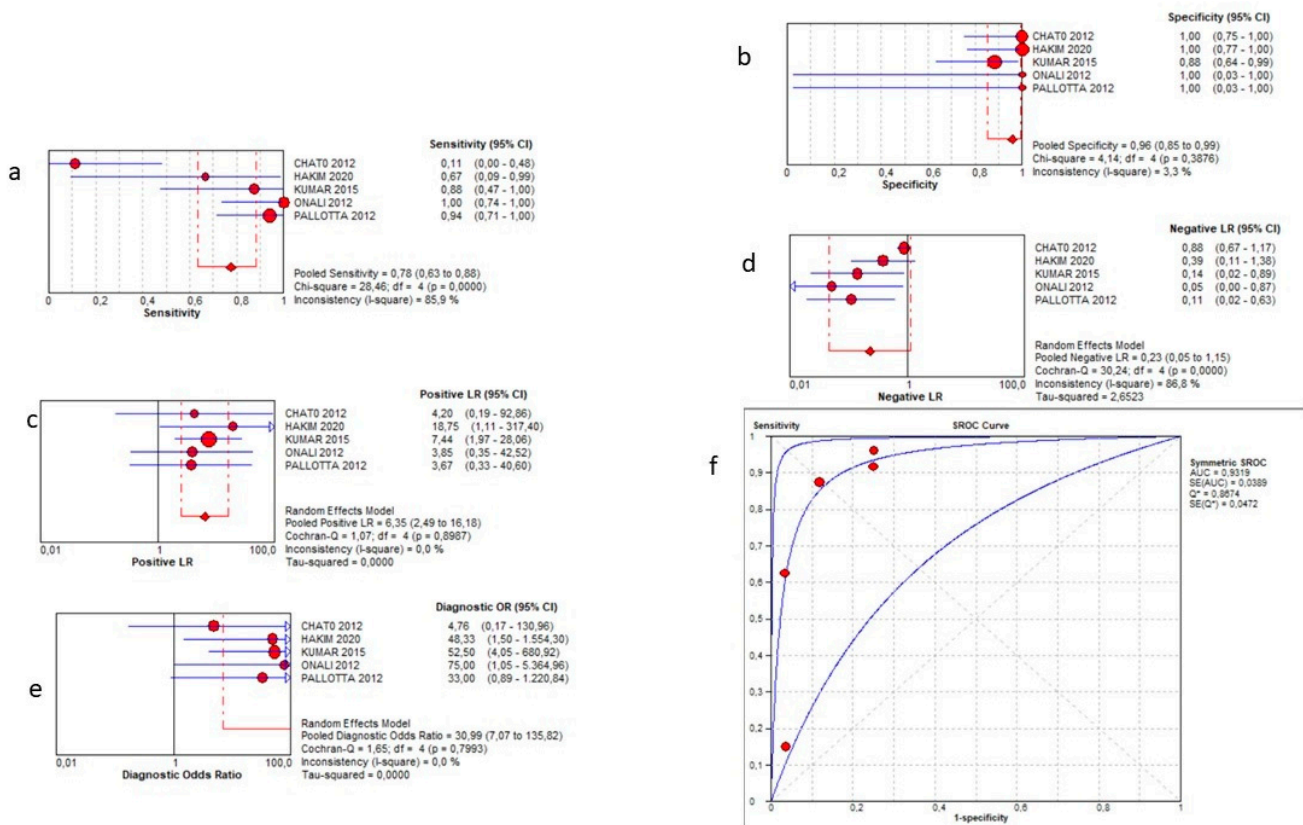 a
Sensitivity (95% CI)
CHAT0 2012 0,11 (0,00 - 0,48)
HAKIM 2020 0,67 (0,09 - 0,99)
KUMAR 2015 0,88 (0,47 - 1,00)
ONALI 2012 1,00 (0,74 - 1,00)
PALLOTTA 2012 0,94 (0,71 - 1,00)
Pooled Sensitivity = 0,78 (0,63 to 0,88)
Chi-square = 28,46; df = 4 (p = 0,0000)
Inconsistency (I-square) = 85,9 %
0 0,2 0,4 0,6 0,8 1
Sensitivity
b
Specificity (95% CI)
CHAT0 2012 1,00 (0,75 - 1,00)
HAKIM 2020 1,00 (0,77 - 1,00)
KUMAR 2015 0,88 (0,64 - 0,99)
ONALI 2012 1,00 (0,03 - 1,00)
PALLOTTA 2012 1,00 (0,03 - 1,00)
Pooled Specificity = 0,96 (0,85 to 0,99)
Chi-square = 4,14; df = 4 (p = 0,3876)
Inconsistency (I-square) = 3,3 %
0 0,2 0,4 0,6 0,8 1
Specificity
c
Positive LR (95% CI)
CHAT0 2012 4,20 (0,19 - 92,86)
HAKIM 2020 18,75 (1,11 - 317,40)
KUMAR 2015 7,44 (1,97 - 28,06)
ONALI 2012 3,85 (0,35 - 42,52)
PALLOTTA 2012 3,67 (0,33 - 40,60)
Random Effects Model
Pooled Positive LR = 6,35 (2,49 to 16,18)
Cochran-Q = 1,07; df = 4 (p = 0,8987)
Inconsistency (I-square) = 0,0 %
Tau-squared = 0,0000
0,01 1 100,0
Positive LR
d
Negative LR (95% CI)
CHAT0 2012 0,88 (0,67 - 1,17)
HAKIM 2020 0,39 (0,11 - 1,38)
KUMAR 2015 0,14 (0,02 - 0,89)
ONALI 2012 0,05 (0,00 - 0,87)
PALLOTTA 2012 0,11 (0,02 - 0,63)
Random Effects Model
Pooled Negative LR = 0,23 (0,05 to 1,15)
Cochran-Q = 30,24; df = 4 (p = 0,0000)
Inconsistency (I-square) = 86,8 %
Tau-squared = 2,6523
0,01 1 100,0
Negative LR
e
Diagnostic OR (95% CI)
CHAT0 2012 4,76 (0,17 - 130,96)
HAKIM 2020 48,33 (1,50 - 1.554,30)
KUMAR 2015 52,50 (4,05 - 680,92)
ONALI 2012 75,00 (1,05 - 5.364,96)
PALLOTTA 2012 33,00 (0,89 - 1.220,84)
Random Effects Model
Pooled Diagnostic Odds Ratio = 30,99 (7,07 to 135,82)
Cochran-Q = 1,65; df = 4 (p = 0,7993)
Inconsistency (I-square) = 0,0 %
Tau-squared = 0,0000
0,01 1 100,0
Diagnostic Odds Ratio
f
Sensitivity SROC Curve
1
0,9
0,8
0,7
0,6
0,5
0,4
0,3
0,2
0,1
0
0 0,2 0,4 0,6 0,8 1
1-specificity
Symmetric SROC
AUC = 0,9319
SE(AUC) = 0,0389
Q* = 0,8674
SE(Q*) = 0,0472